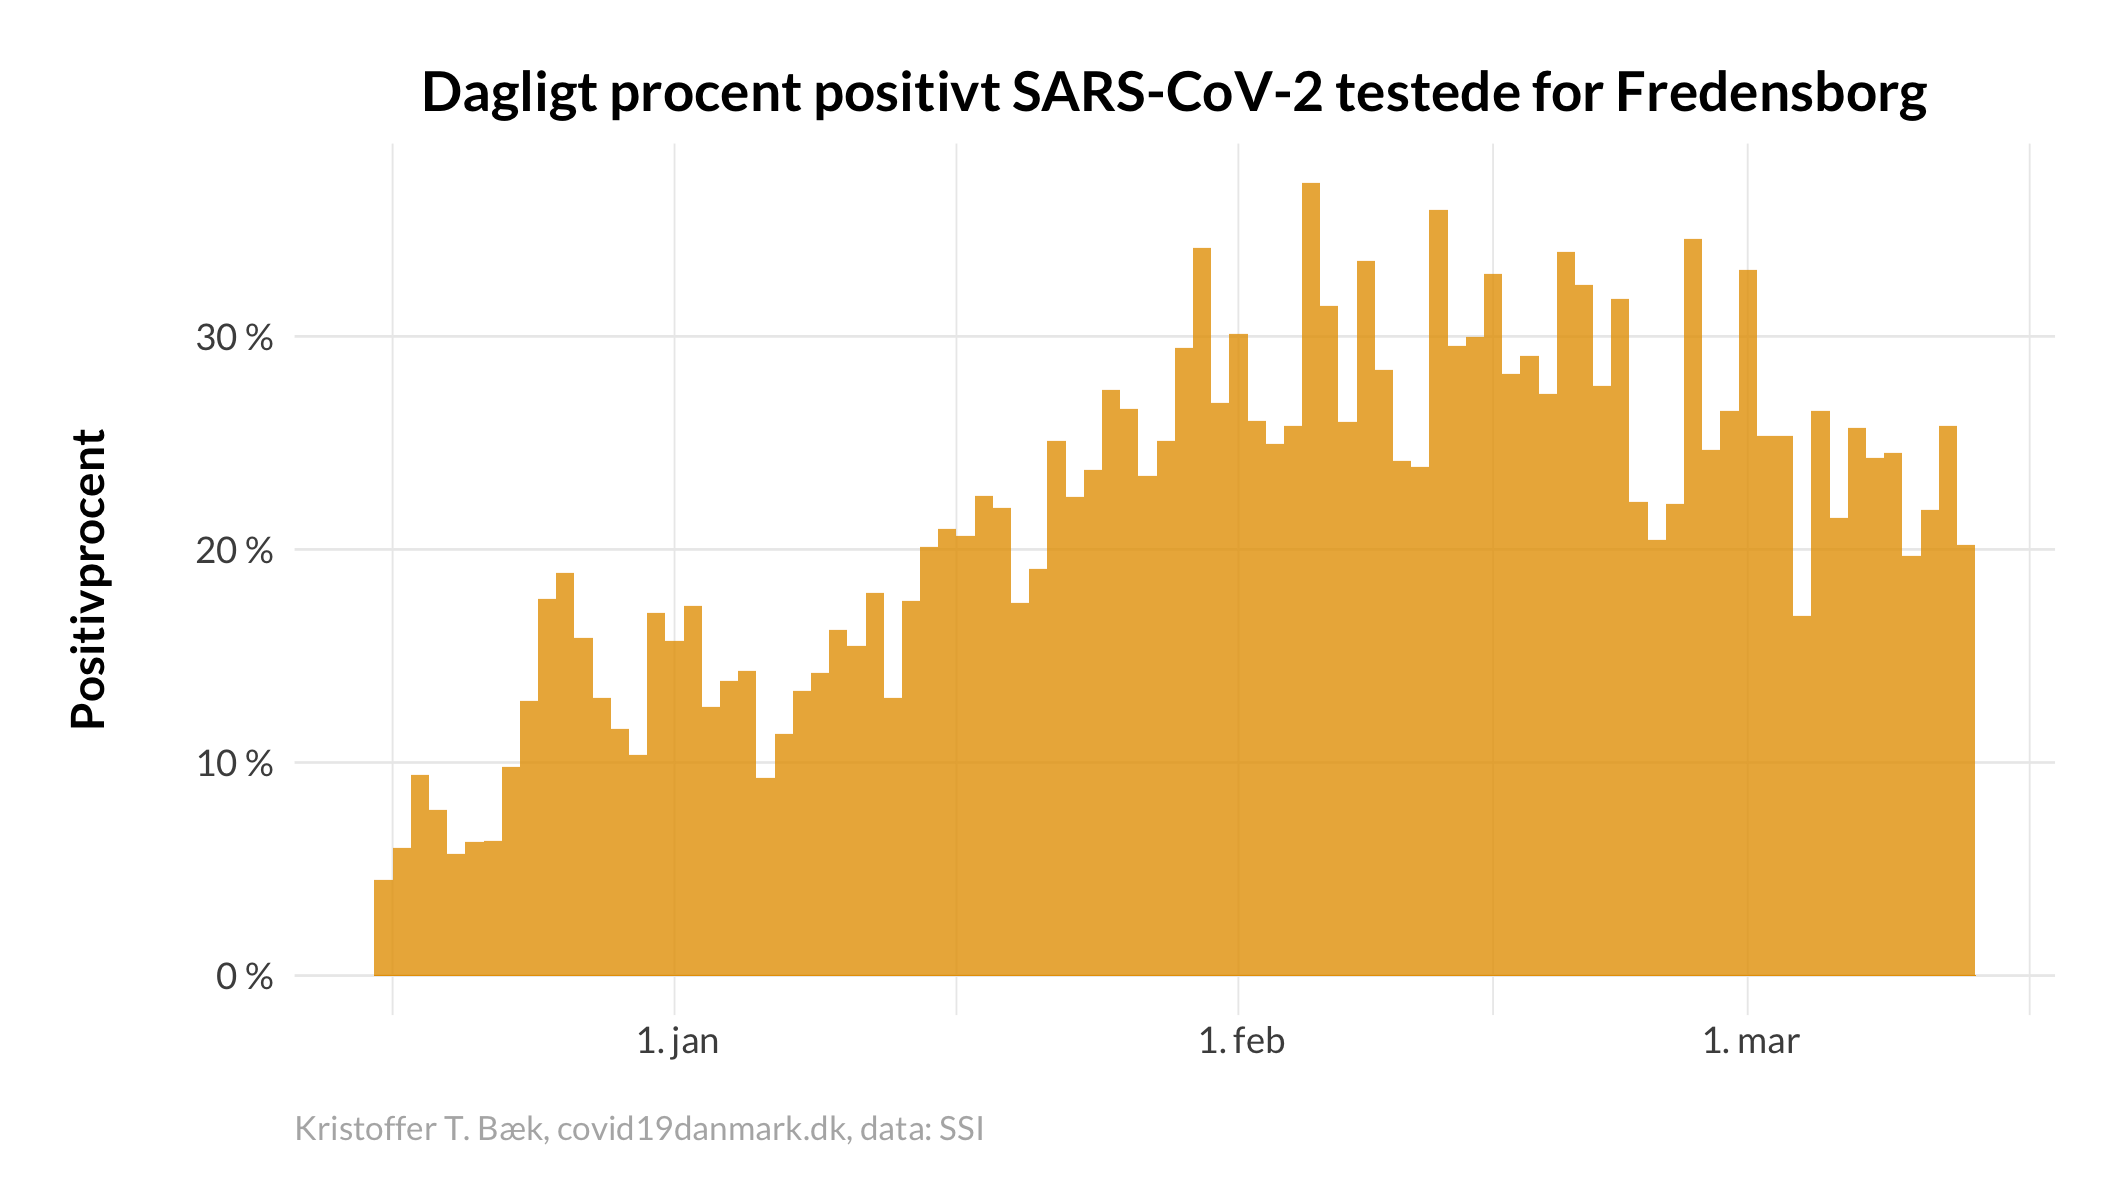 Dagligt procent positivt SARS-CoV-2 testede for Fredensborg
Positivprocent
30 %
20 %
10 %
0 %
1. jan
1. feb
1. mar
Kristoffer T. Bæk, covid19danmark.dk, data: SSI